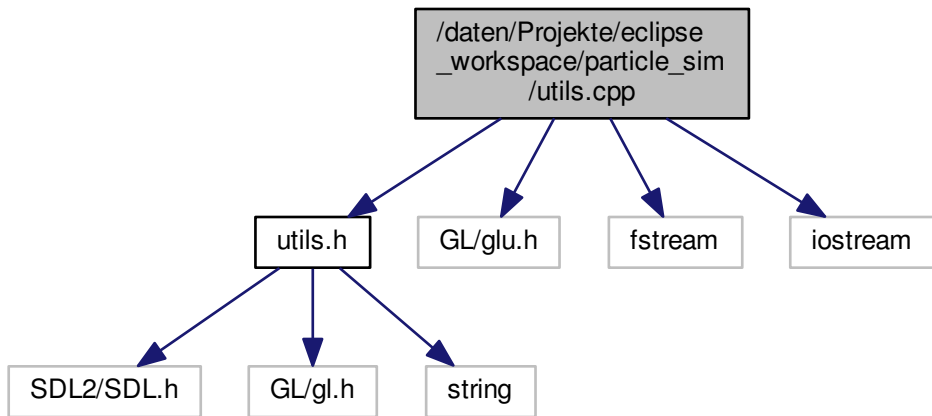 /daten/Projekte/eclipse
_workspace/particle_sim
/utils.cpp
utils.h
GL/glu.h
fstream
iostream
SDL2/SDL.h
GL/gl.h
string